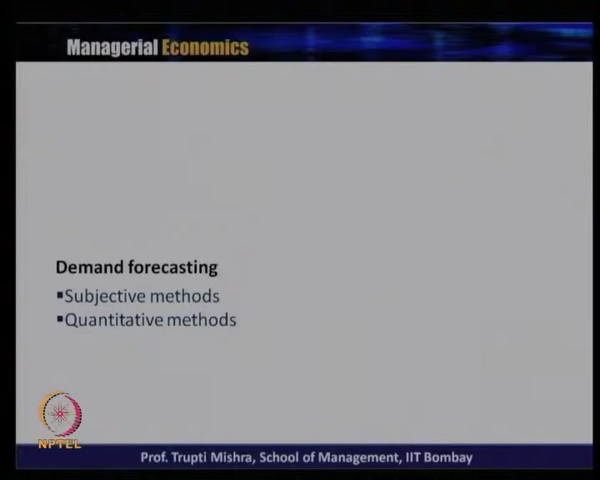 Managerial Economics
Demand forecasting
▪Subjective methods
▪Quantitative methods
NPTEL
Prof. Trupti Mishra, School of Management, IIT Bombay